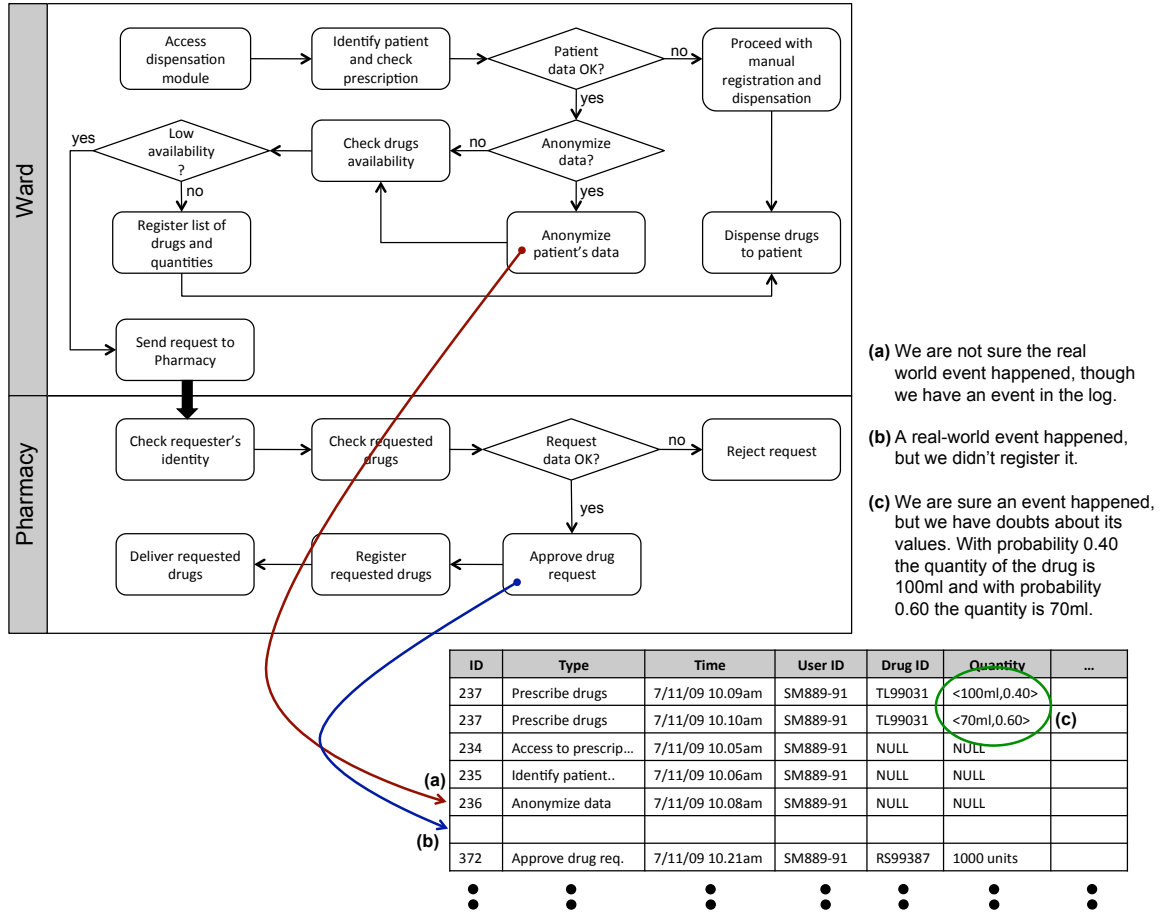 Ward
Access
dispensation
module
Identify patient
and check
prescription
Patient
data OK?
no
Proceed with
manual
registration and
dispensation
yes
yes
Low
availability
?
Check drugs
availability
no
Anonymize
data?
no
yes
Register list of
drugs and
quantities
Anonymize
patient's data
Dispense drugs
to patient
Send request to
Pharmacy
Pharmacy
Check requester's
identity
Check requested
drugs
Request
data OK?
no
Reject request
yes
Deliver requested
drugs
Register
requested drugs
Approve drug
request
(a) We are not sure the real
world event happened, though
we have an event in the log.
(b) A real-world event happened,
but we didn't register it.
(c) We are sure an event happened,
but we have doubts about its
values. With probability 0.40
the quantity of the drug is
100ml and with probability
0.60 the quantity is 70ml.
ID Type Time User ID Drug ID Quantity ...
237 Prescribe drugs 7/11/09 10.09am SM889-91 TL99031 <100ml,0.40>
237 Prescribe drugs 7/11/09 10.10am SM889-91 TL99031 <70ml,0.60> (c)
234 Access to prescrip... 7/11/09 10.05am SM889-91 NULL NULL
235 Identify patient.. 7/11/09 10.06am SM889-91 NULL NULL
(a) 236 Anonymize data 7/11/09 10.08am SM889-91 NULL NULL
(b)
372 Approve drug req. 7/11/09 10.21am SM889-91 RS99387 1000 units